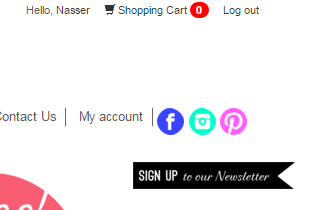 Hello, Nasser Shopping Cart 0 Log out
Contact Us My account
SIGN UP to our Newsletter